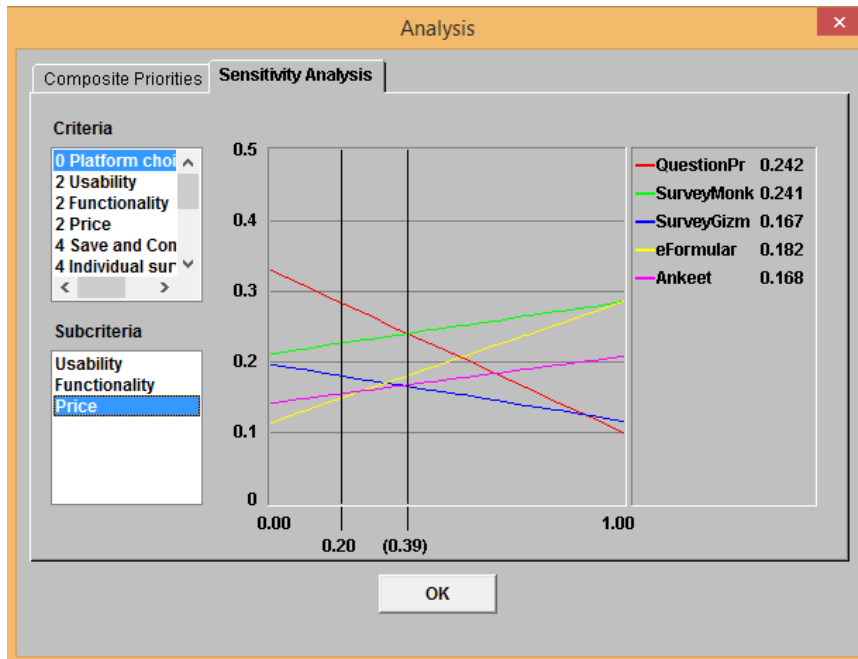 Analysis
Composite Priorities
Sensitivity Analysis
Criteria
0 Platform choi
2 Usability
2 Functionality
2 Price
4 Save and Con
4 Individual sur
Subcriteria
Usability
Functionality
Price
0.5
0.4
0.3
0.2
0.1
0
0.00
1.00
0.20
(0.39)
QuestionPr 0.242
SurveyMonk 0.241
SurveyGizm 0.167
eFormular 0.182
Ankeet 0.168
OK